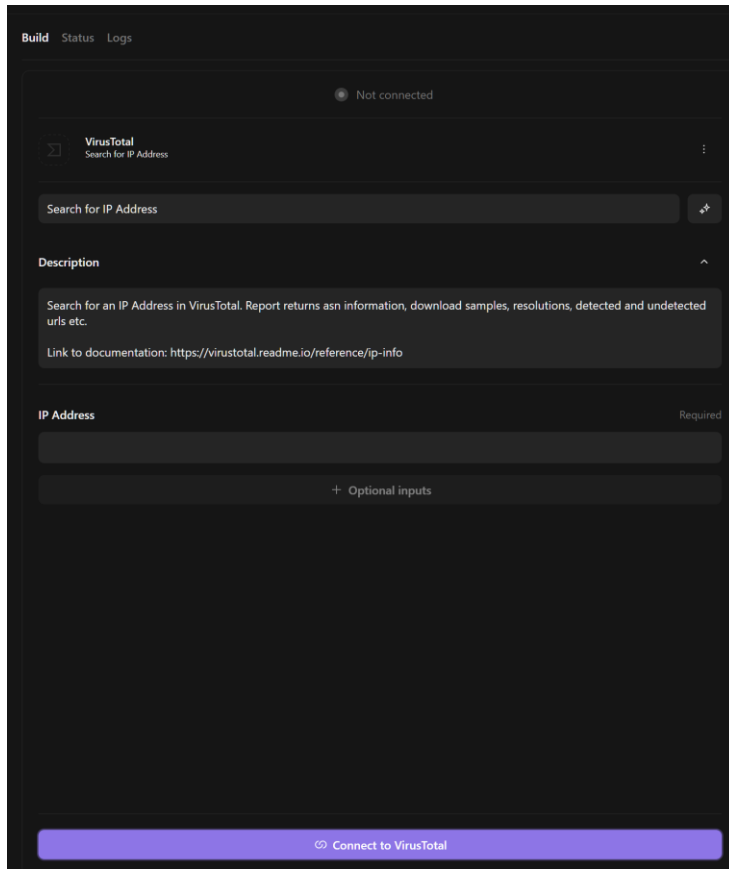 Build Status Logs
Not connected
VirusTotal
Search for IP Address
Search for IP Address
Description
Search for an IP Address in VirusTotal. Report returns asn information, download samples, resolutions, detected and undetected
urls etc.
Link to documentation: https://virustotal.readme.io/reference/ip-info
IP Address Required
+ Optional inputs
Connect to VirusTotal